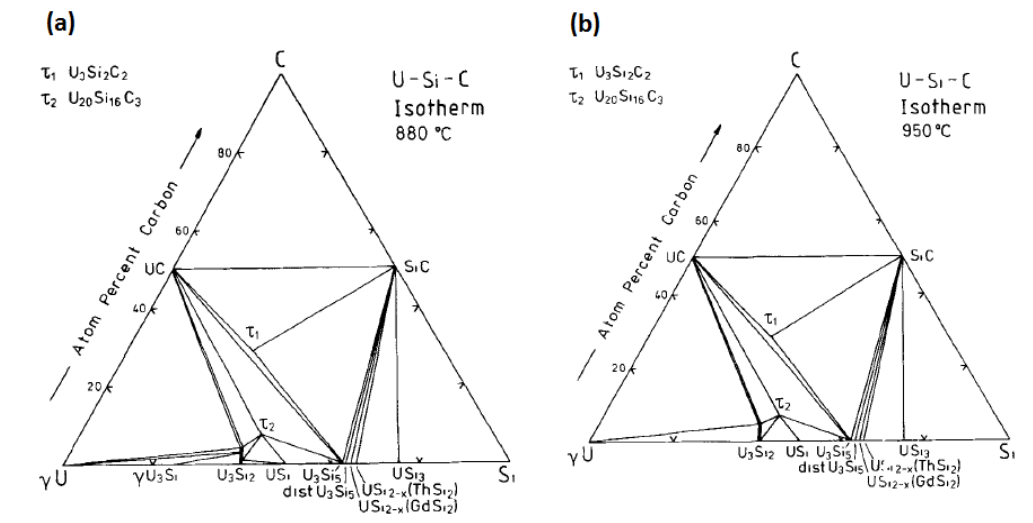 (a)
C
τ₁ U₃Si₂C₂
τ₂ U₂₀Si₁₆C₃
U-Si-C
Isotherm
880 °C
80
60
40
20
Atom Percent Carbon
UC
SiC
τ₁
τ₂
γU
γU₃Si
U₃Si₂
USi
U₃Si₅
USi₃
Si
dist U₃Si₅
USi₂₋ₓ(ThSi₂)
USi₂₋ₓ(GdSi₂)
(b)
C
τ₁ U₃Si₂C₂
τ₂ U₂₀Si₁₆C₃
U-Si-C
Isotherm
950°C
80
60
40
20
Atom Percent Carbon
UC
SiC
τ₁
τ₂
γU
U₃Si₂
USi
U₃Si₅
USi₃
Si
dist U₃Si₅
USi₂₋ₓ(ThSi₂)
USi₂₋ₓ(GdSi₂)